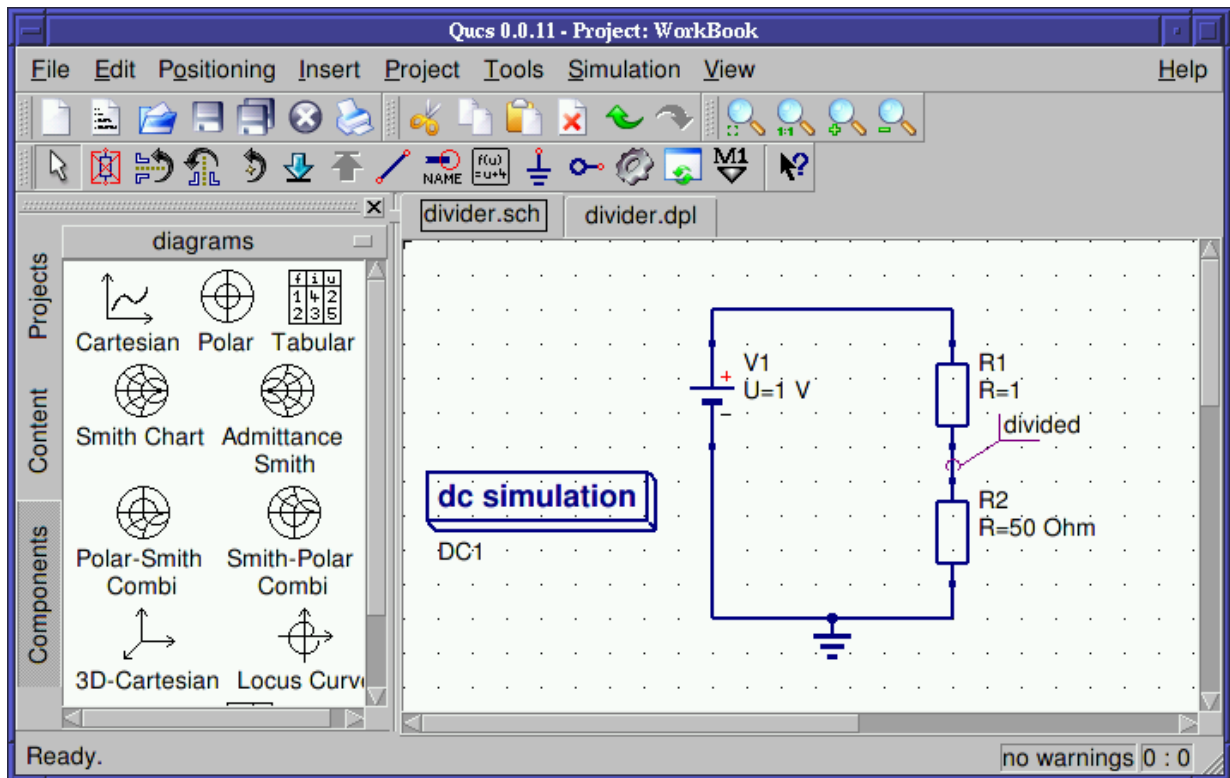 Qucs 0.0.11 - Project: WorkBook
File Edit Positioning Insert Project Tools Simulation View Help
1:1
NAME
f(u)
=u+4
M1
divider.sch divider.dpl
diagrams
Projects
Content
Components
f i u
1 4 2
2 3 5
Cartesian Polar Tabular
Smith Chart Admittance
Smith
Polar-Smith Smith-Polar
Combi Combi
3D-Cartesian Locus Curv
dc simulation
DC1
V1
U=1 V
+
−
R1
R=1
divided
R2
R=50 Ohm
Ready.
no warnings 0 : 0